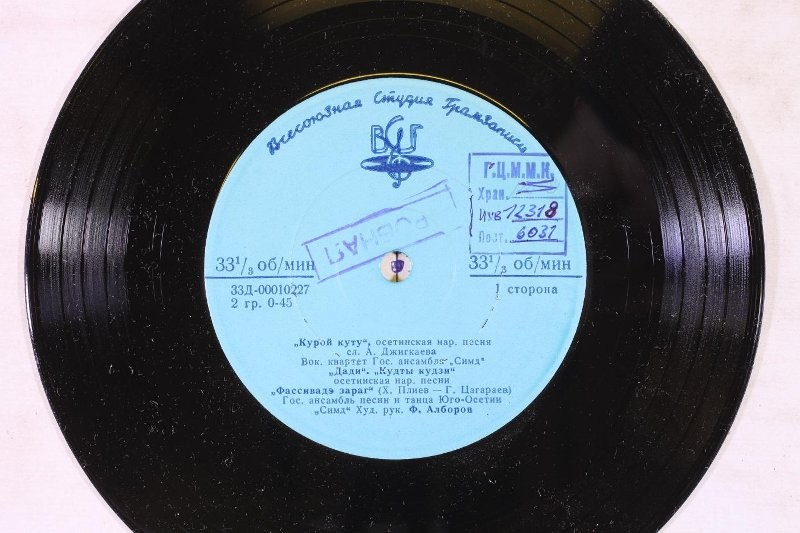 Всесоюзная Студия Грамзаписи
ВСГ
Г.Ц.М.М.К.
Хран.
Инв 12318
Пост. 6031
33 1/3 об/мин
33 1/3 об/мин
33Д-00010227
1 сторона
2 гр. 0-45
„Курой куту“, осетинская нар. песня
сл. А. Джигкаева
Вок. квартет Гос. ансамбля „Симд“
„Дади“. „Кудты кудзи“
осетинская нар. песни
„Фассивадэ зараг“ (Х. Плиев — Г. Цагараев)
Гос. ансамбль песни и танца Юго-Осетии
„Симд“ Худ. рук. Ф. Алборов